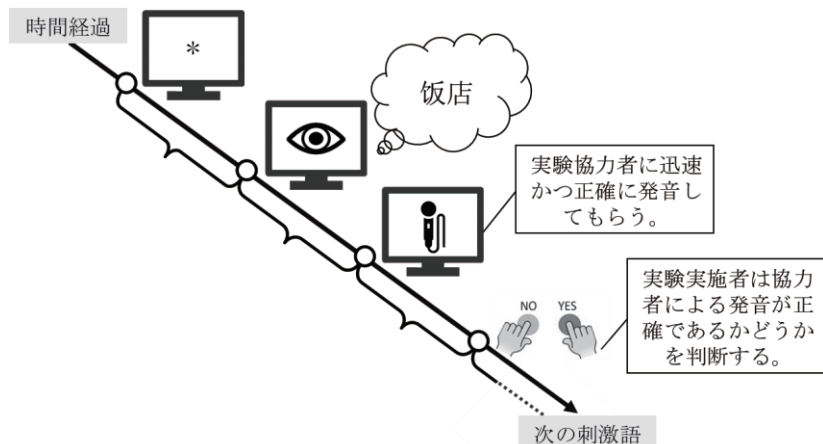 時間経過
*
饭店
実験協力者に迅速
かつ正確に発音し
てもらう。
NO YES
実験実施者は協力
者による発音が正
確であるかどうか
を判断する。
次の刺激語